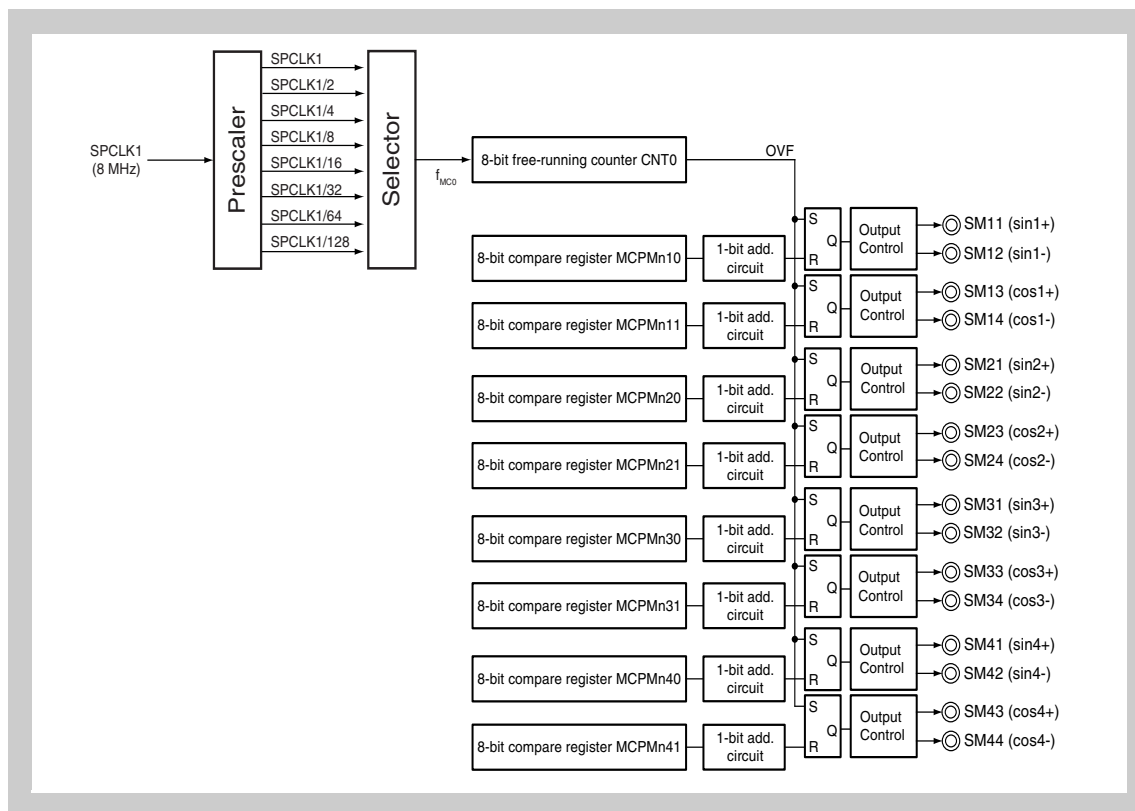 SPCLK1
(8 MHz)
Prescaler
SPCLK1
SPCLK1/2
SPCLK1/4
SPCLK1/8
SPCLK1/16
SPCLK1/32
SPCLK1/64
SPCLK1/128
Selector
fMC0
8-bit free-running counter CNT0
OVF
8-bit compare register MCPMn10
1-bit add.
circuit
S
Q
R
Output
Control
SM11 (sin1+)
SM12 (sin1-)
8-bit compare register MCPMn11
1-bit add.
circuit
S
Q
R
Output
Control
SM13 (cos1+)
SM14 (cos1-)
8-bit compare register MCPMn20
1-bit add.
circuit
S
Q
R
Output
Control
SM21 (sin2+)
SM22 (sin2-)
8-bit compare register MCPMn21
1-bit add.
circuit
S
Q
R
Output
Control
SM23 (cos2+)
SM24 (cos2-)
8-bit compare register MCPMn30
1-bit add.
circuit
S
Q
R
Output
Control
SM31 (sin3+)
SM32 (sin3-)
8-bit compare register MCPMn31
1-bit add.
circuit
S
Q
R
Output
Control
SM33 (cos3+)
SM34 (cos3-)
8-bit compare register MCPMn40
1-bit add.
circuit
S
Q
R
Output
Control
SM41 (sin4+)
SM42 (sin4-)
8-bit compare register MCPMn41
1-bit add.
circuit
S
Q
R
Output
Control
SM43 (cos4+)
SM44 (cos4-)